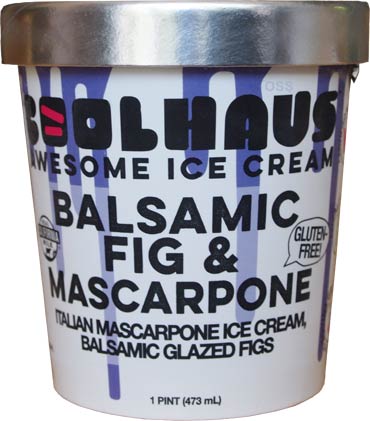 COOLHAUS
AWESOME ICE CREAM
BALSAMIC
FIG &
MASCARPONE
GLUTEN-
FREE!
ITALIAN MASCARPONE ICE CREAM,
BALSAMIC GLAZED FIGS
1 PINT (473 mL)